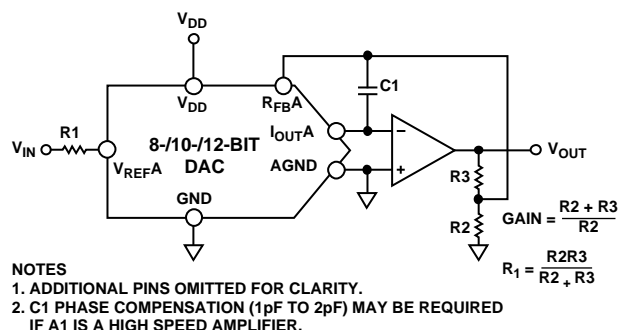 VDD
VDD
RFBA
C1
R1
VIN
VREFA
8-/10-/12-BIT
DAC
IOUTA
AGND
GND
−
+
VOUT
R3
R2
GAIN = R2 + R3
R2
R1 = R2R3
R2 + R3
NOTES
1. ADDITIONAL PINS OMITTED FOR CLARITY.
2. C1 PHASE COMPENSATION (1pF TO 2pF) MAY BE REQUIRED
IF A1 IS A HIGH SPEED AMPLIFIER.